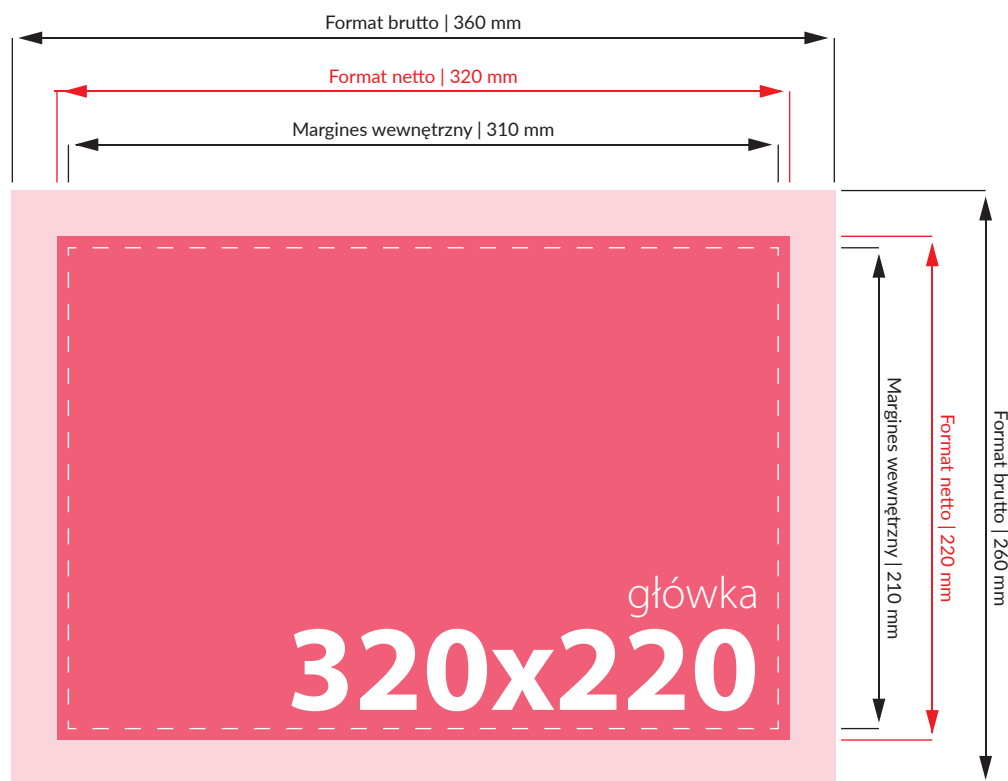 Format brutto | 360 mm
Format netto | 320 mm
Margines wewnętrzny | 310 mm
Margines wewnętrzny | 210 mm
Format netto | 220 mm
Format brutto | 260 mm
główka
320x220